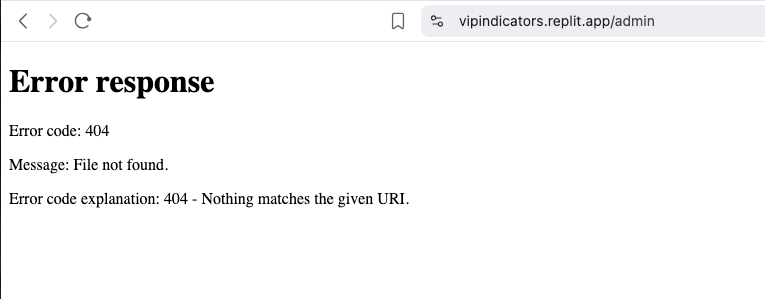 vipindicators.replit.app/admin
Error response
Error code: 404
Message: File not found.
Error code explanation: 404 - Nothing matches the given URI.